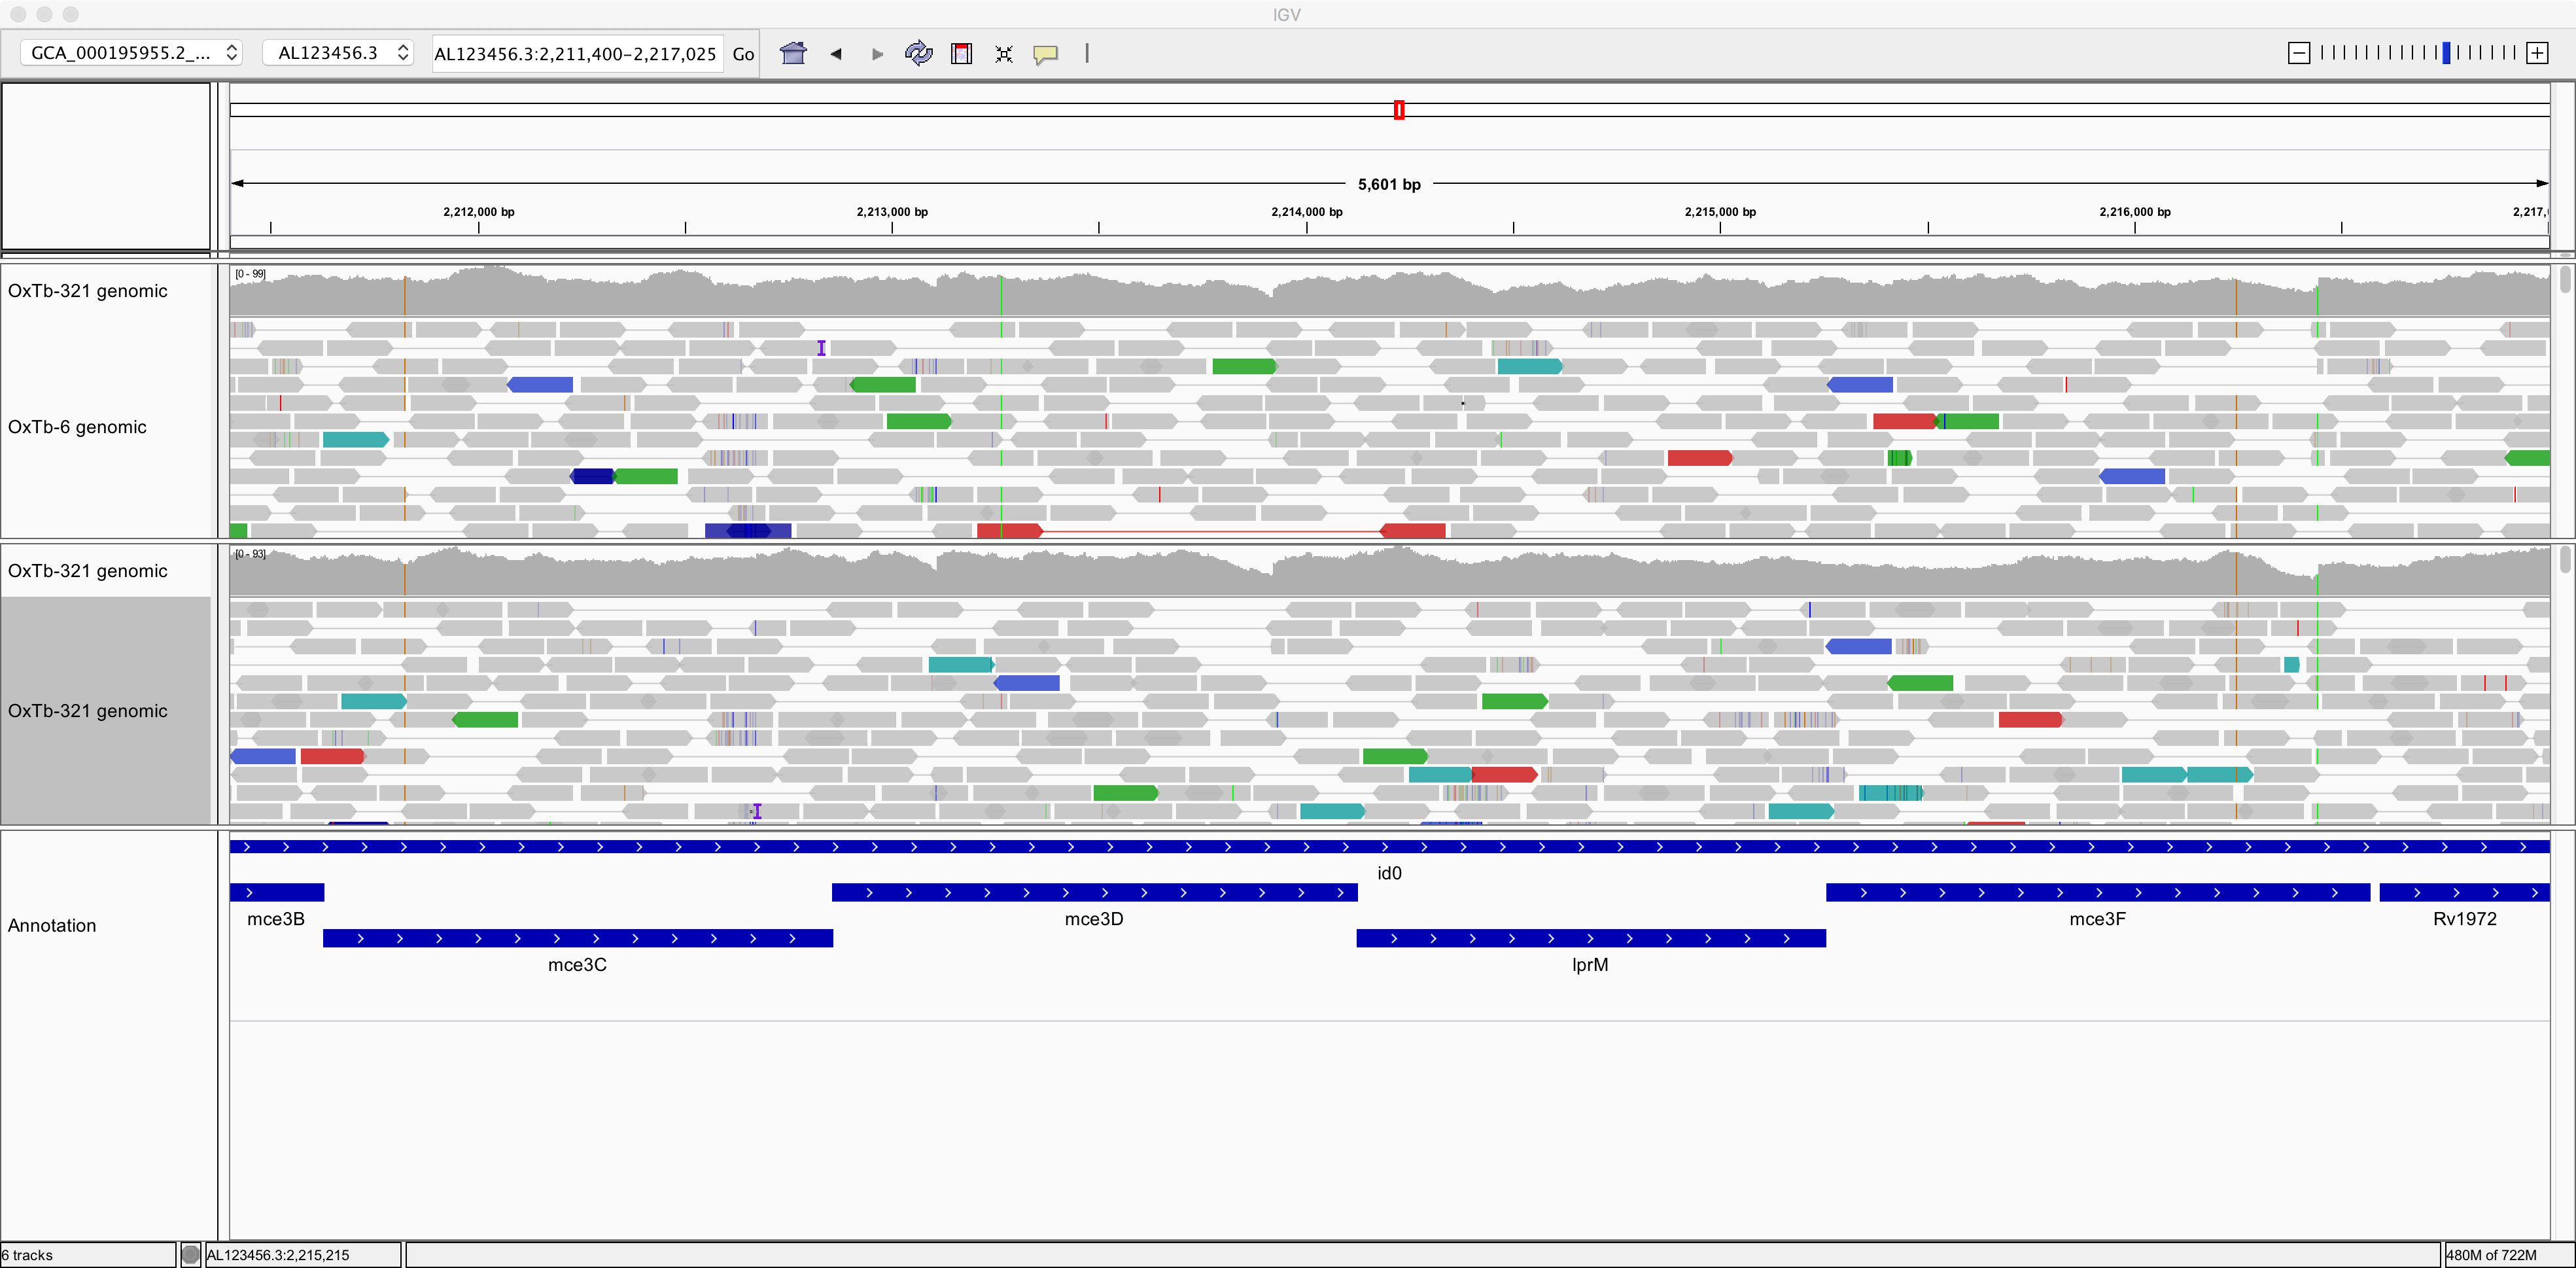 IGV
GCA_000195955.2_... AL123456.3 AL123456.3:2,211,400-2,217,025 Go
5,601 bp
2,212,000 bp 2,213,000 bp 2,214,000 bp 2,215,000 bp 2,216,000 bp 2,217,
[0 - 99]
OxTb-321 genomic
OxTb-6 genomic
[0 - 93]
OxTb-321 genomic
OxTb-321 genomic
id0
mce3B mce3D mce3F Rv1972
Annotation
mce3C lprM
6 tracks AL123456.3:2,215,215 480M of 722M